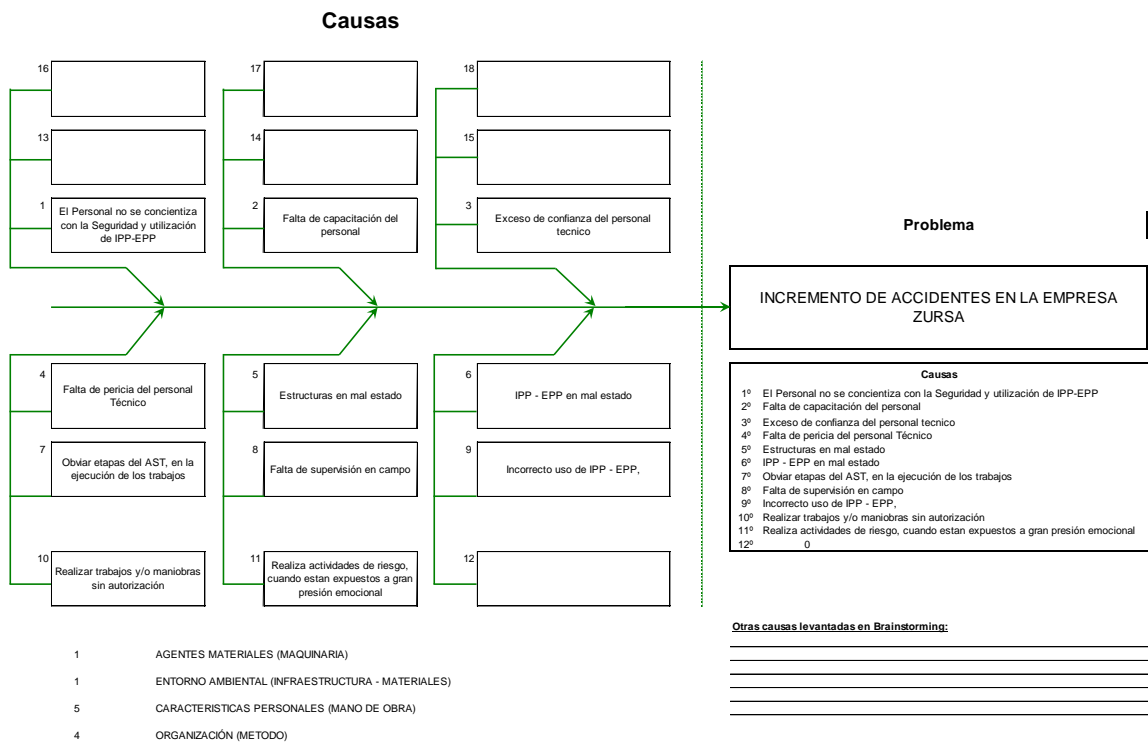 Causas
16
17
18
13
14
15
1
El Personal no se concientiza
con la Seguridad y utilización
de IPP-EPP
2
Falta de capacitación del
personal
3
Exceso de confianza del personal
tecnico
Problema
INCREMENTO DE ACCIDENTES EN LA EMPRESA
ZURSA
4
Falta de pericia del personal
Técnico
5
Estructuras en mal estado
6
IPP - EPP en mal estado
7
Obviar etapas del AST, en la
ejecución de los trabajos
8
Falta de supervisión en campo
9
Incorrecto uso de IPP - EPP,
10
Realizar trabajos y/o maniobras
sin autorización
11
Realiza actividades de riesgo,
cuando estan expuestos a gran
presión emocional
12
Causas
1º El Personal no se concientiza con la Seguridad y utilización de IPP-EPP
2º Falta de capacitación del personal
3º Exceso de confianza del personal tecnico
4º Falta de pericia del personal Técnico
5º Estructuras en mal estado
6º IPP - EPP en mal estado
7º Obviar etapas del AST, en la ejecución de los trabajos
8º Falta de supervisión en campo
9º Incorrecto uso de IPP - EPP,
10º Realizar trabajos y/o maniobras sin autorización
11º Realiza actividades de riesgo, cuando estan expuestos a gran presión emocional
12º 0
Otras causas levantadas en Brainstorming:
1 AGENTES MATERIALES (MAQUINARIA)
1 ENTORNO AMBIENTAL (INFRAESTRUCTURA - MATERIALES)
5 CARACTERISTICAS PERSONALES (MANO DE OBRA)
4 ORGANIZACIÓN (METODO)